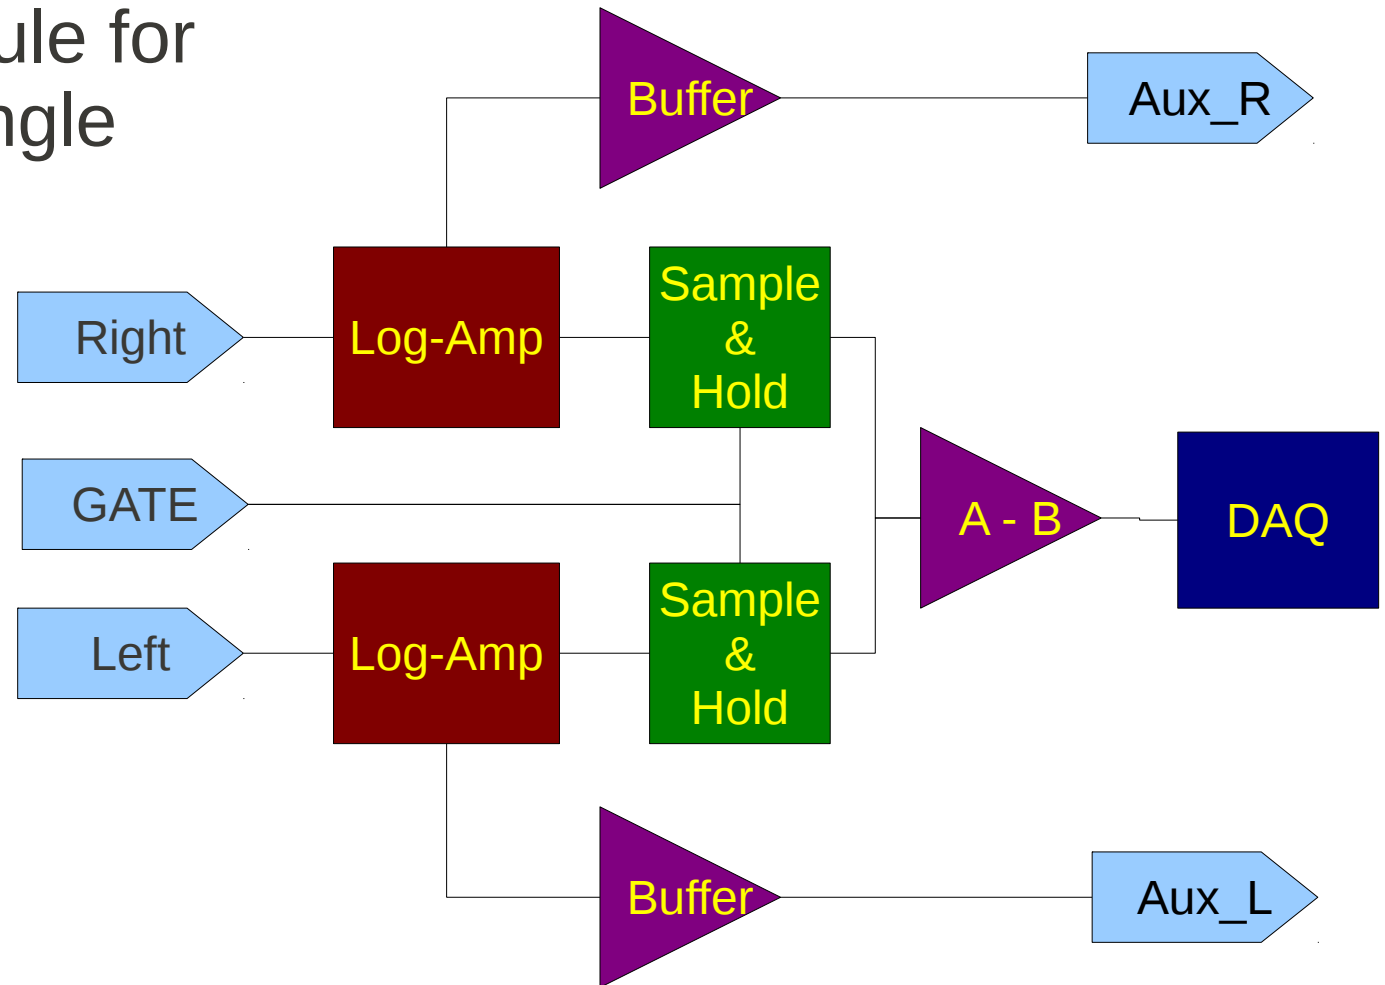 ule for
ngle
Buffer
Aux_R
Right
Log-Amp
Sample
&
Hold
GATE
A - B
DAQ
Left
Log-Amp
Sample
&
Hold
Buffer
Aux_L